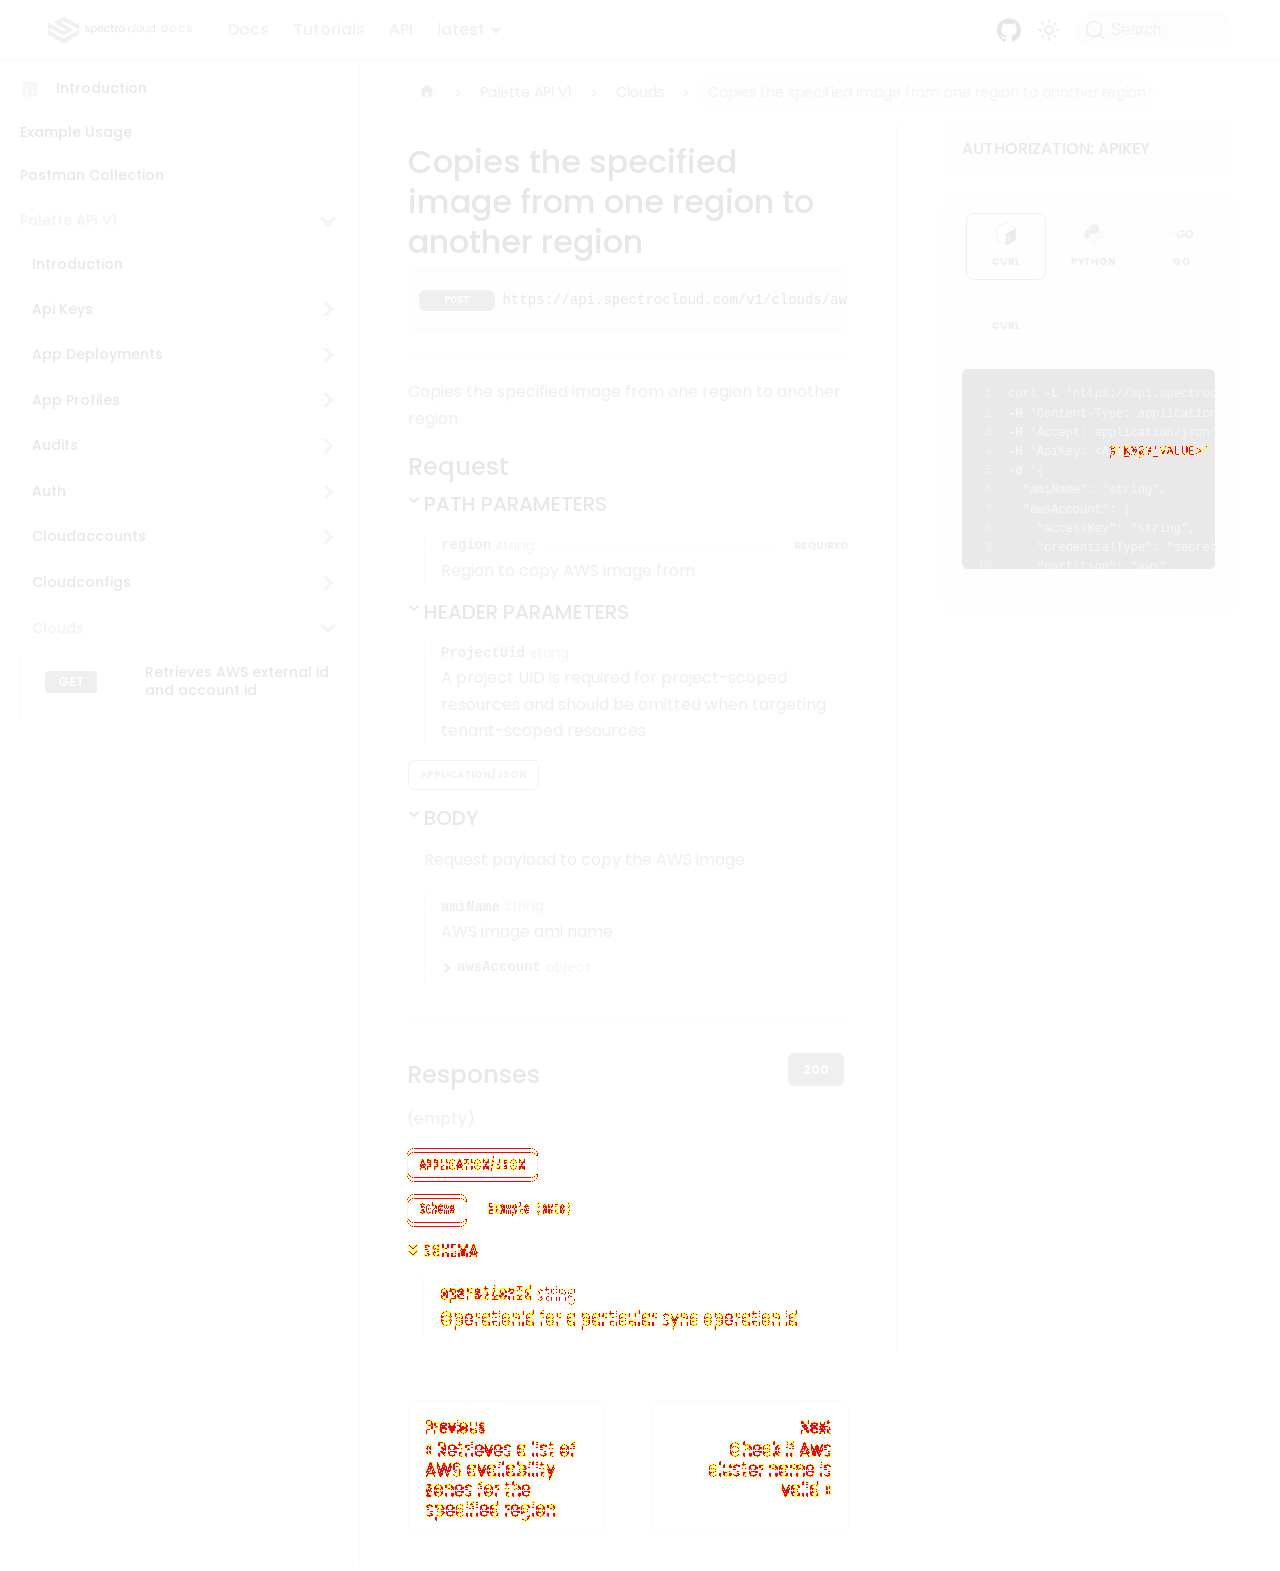 spectro cloud DOCS
Docs
Tutorials
API
latest
Search
Introduction
Example Usage
Postman Collection
Palette API V1
Introduction
Api Keys
App Deployments
App Profiles
Audits
Auth
Cloudaccounts
Cloudconfigs
Clouds
GET Retrieves AWS external id
and account id
Palette API V1
Clouds
Copies the specified image from one region to another region
Copies the specified
image from one region to
another region
POST https://api.spectrocloud.com/v1/clouds/aw
Copies the specified image from one region to another
region
Request
PATH PARAMETERS
region string REQUIRED
Region to copy AWS image from
HEADER PARAMETERS
ProjectUid string
A project UID is required for project-scoped
resources and should be omitted when targeting
tenant-scoped resources
APPLICATION/JSON
BODY
Request payload to copy the AWS image
amiName string
AWS image ami name
awsAccount object
Responses
200
(empty)
APPLICATION/JSON
Schema
Example (auto)
SCHEMA
operationId string
Operation'd for a particular sync operation id
Previous
« Retrieves a list of
AWS availability
zones for the
specified region
Next
Check if Aws
cluster name is
valid »
AUTHORIZATION: APIKEY
CURL
PYTHON
GO
GO
CURL
1 curl -L 'https://api.spectroc
2 -H 'Content-Type: application
3 -H 'Accept: application/json'
4 -H 'ApiKey: VALUE>'
5 -d '{
6 "amiName": "string",
7 "awsAccount": {
8 "accessKey": "string",
9 "credentialType": "secret
10 "partition": "aws"